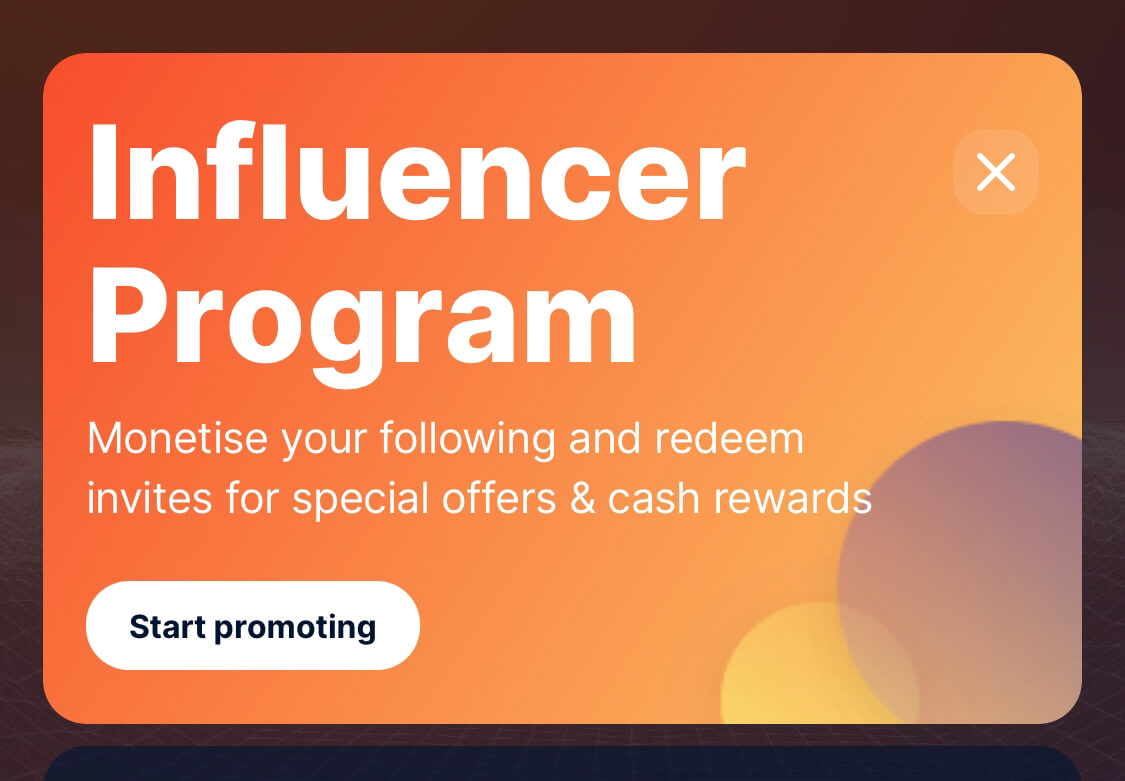 Influencer
Program
Monetise your following and redeem
invites for special offers & cash rewards
Start promoting